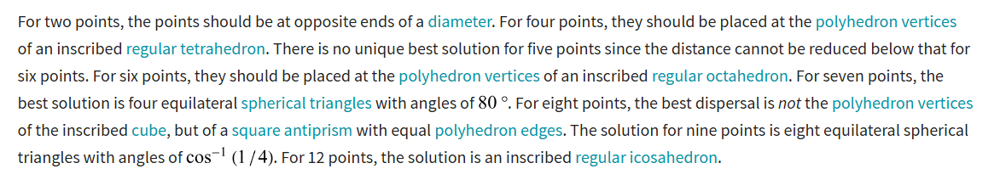 For two points, the points should be at opposite ends of a diameter. For four points, they should be placed at the polyhedron vertices
of an inscribed regular tetrahedron. There is no unique best solution for five points since the distance cannot be reduced below that for
six points. For six points, they should be placed at the polyhedron vertices of an inscribed regular octahedron. For seven points, the
best solution is four equilateral spherical triangles with angles of 80 °. For eight points, the best dispersal is not the polyhedron vertices
of the inscribed cube, but of a square antiprism with equal polyhedron edges. The solution for nine points is eight equilateral spherical
triangles with angles of cos⁻¹ (1/4). For 12 points, the solution is an inscribed regular icosahedron.